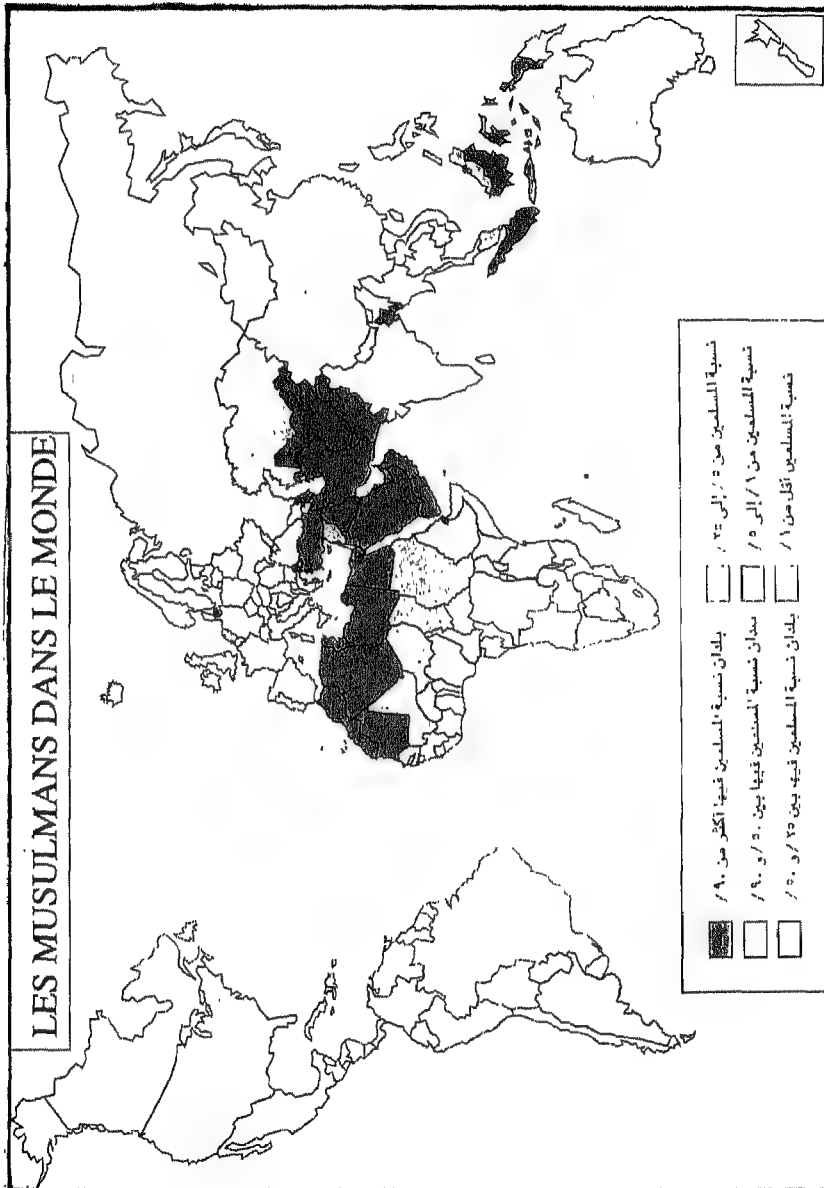 LES MUSULMANS DANS LE MONDE
بلدان نسبة المسلمين فيها أكثر من ٩٠ ٪
بلدان نسبة المسلمين فيها بين ٥٠ ٪ و ٩٠ ٪
بلدان نسبة المسلمين فيها بين ٢٥ ٪ و ٥٠ ٪
نسبة المسلمين من ٥ ٪ إلى ٢٥ ٪
نسبة المسلمين من ١ ٪ إلى ٥ ٪
نسبة المسلمين أقل من ١ ٪